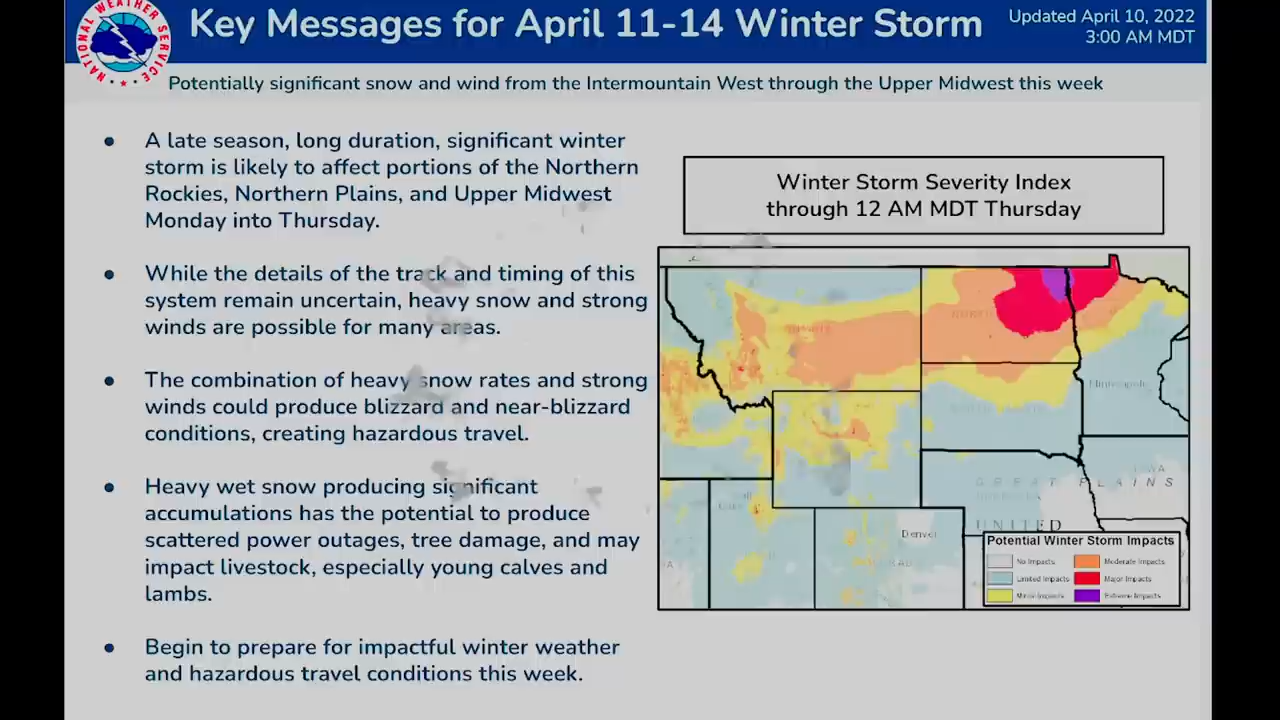 NATIONAL WEATHER SERVICE
Key Messages for April 11-14 Winter Storm
Updated April 10, 2022
3:00 AM MDT
Potentially significant snow and wind from the Intermountain West through the Upper Midwest this week
● A late season, long duration, significant winter
storm is likely to affect portions of the Northern
Rockies, Northern Plains, and Upper Midwest
Monday into Thursday.
● While the details of the track and timing of this
system remain uncertain, heavy snow and strong
winds are possible for many areas.
● The combination of heavy snow rates and strong
winds could produce blizzard and near-blizzard
conditions, creating hazardous travel.
● Heavy wet snow producing significant
accumulations has the potential to produce
scattered power outages, tree damage, and may
impact livestock, especially young calves and
lambs.
● Begin to prepare for impactful winter weather
and hazardous travel conditions this week.
Winter Storm Severity Index
through 12 AM MDT Thursday
Minneapolis
GREAT PLAINS
UNITED
Denver
Potential Winter Storm Impacts
No Impacts
Limited Impacts
Minor Impacts
Moderate Impacts
Major Impacts
Extreme Impacts